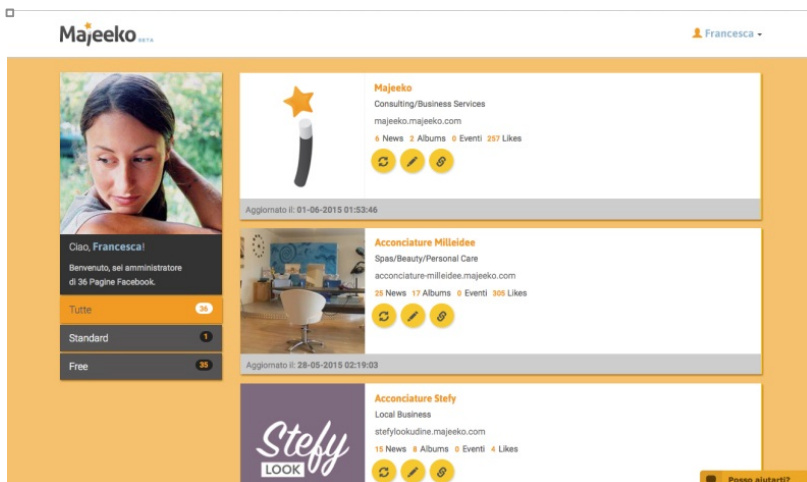 Majeeko BETA
Francesca
Ciao, Francesca!
Benvenuto, sei amministratore
di 36 Pagine Facebook.
Tutte 36
Standard 1
Free 35
Majeeko
Consulting/Business Services
majeeko.majeeko.com
6 News 2 Albums 0 Eventi 257 Likes
Aggiornato il: 01-06-2015 01:53:46
Acconciature Milleidee
Spas/Beauty/Personal Care
acconciature-milleidee.majeeko.com
25 News 17 Albums 0 Eventi 305 Likes
Aggiornato il: 28-05-2015 02:19:03
Stefy
LOOK
Acconciature Stefy
Local Business
stefylookudine.majeeko.com
15 News 8 Albums 0 Eventi 4 Likes
Posso aiutarti?